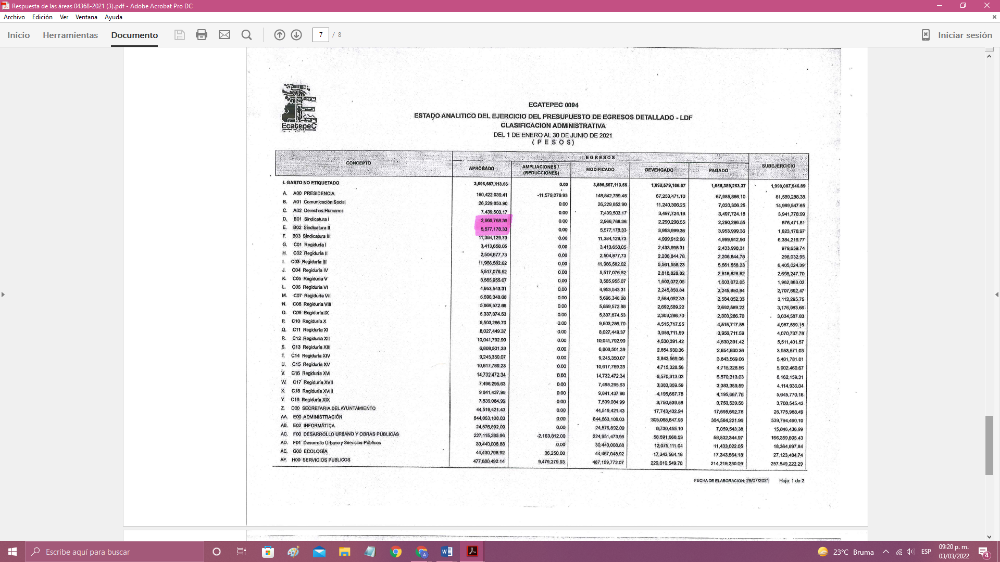 Respuesta de las áreas 04368-2021 (3).pdf - Adobe Acrobat Pro DC
Archivo Edición Ver Ventana Ayuda
Inicio Herramientas Documento 7 / 8 Iniciar sesión
EcatepeC
ECATEPEC 0094
ESTADO ANALITICO DEL EJERCICIO DEL PRESUPUESTO DE EGRESOS DETALLADO - LDF
CLASIFICACION ADMINISTRATIVA
DEL 1 DE ENERO AL 30 DE JUNIO DE 2021
( P E S O S )
CONCEPTO EGRESOS SUBEJERCICIO
APROBADO AMPLIACIONES / (REDUCCIONES) MODIFICADO DEVENGADO PAGADO
I. GASTO NO ETIQUETADO 3,696,667,113.56 0.00 3,696,667,113.56 1,698,579,166.67 1,658,389,253.37 1,998,087,946.89
A. A00 PRESIDENCIA 160,422,039.41 -11,579,279.93 148,842,759.48 67,253,471.10 67,985,866.10 81,589,288.38
B. A01 Comunicación Social 26,229,853.90 0.00 26,229,853.90 11,240,306.25 7,020,306.25 14,989,547.65
C. A02 Derechos Humanos 7,439,503.17 0.00 7,439,503.17 3,497,724.18 3,497,724.18 3,941,778.99
D. B01 Sindicatura I 2,966,768.36 0.00 2,966,768.36 2,290,296.55 2,290,296.55 676,471.81
E. B02 Sindicatura II 5,577,178.33 0.00 5,577,178.33 3,953,999.36 3,953,999.36 1,623,178.97
F. B03 Sindicatura III 11,384,129.73 0.00 11,384,129.73 4,999,912.96 4,999,912.96 6,384,216.77
G. C01 Regiduría I 3,413,658.05 0.00 3,413,658.05 2,433,998.31 2,433,998.31 979,659.74
H. C02 Regiduría II 2,504,877.73 0.00 2,504,877.73 2,206,844.78 2,206,844.78 298,032.95
I. C03 Regiduría III 11,966,582.62 0.00 11,966,582.62 5,561,558.23 5,561,558.23 6,405,024.39
J. C04 Regiduría IV 5,517,076.52 0.00 5,517,076.52 2,818,828.82 2,818,828.82 2,698,247.70
K. C05 Regiduría V 3,565,955.07 0.00 3,565,955.07 1,603,072.05 1,603,072.05 1,962,883.02
L. C06 Regiduría VI 4,953,543.31 0.00 4,953,543.31 2,245,850.84 2,245,850.84 2,707,692.47
M. C07 Regiduría VII 5,696,348.08 0.00 5,696,348.08 2,584,052.33 2,584,052.33 3,112,295.75
N. C08 Regiduría VIII 5,869,572.88 0.00 5,869,572.88 2,692,589.22 2,692,589.22 3,176,983.66
O. C09 Regiduría IX 5,337,874.53 0.00 5,337,874.53 2,303,286.70 2,303,286.70 3,034,587.83
P. C10 Regiduría X 9,503,286.70 0.00 9,503,286.70 4,515,717.55 4,515,717.55 4,987,569.15
Q. C11 Regiduría XI 8,027,449.37 0.00 8,027,449.37 3,956,711.59 3,956,711.59 4,070,737.78
R. C12 Regiduría XII 10,041,792.99 0.00 10,041,792.99 4,530,391.42 4,530,391.42 5,511,401.57
S. C13 Regiduría XIII 6,808,501.39 0.00 6,808,501.39 2,854,930.36 2,854,930.36 3,953,571.03
T. C14 Regiduría XIV 9,245,350.07 0.00 9,245,350.07 3,843,569.06 3,843,569.06 5,401,781.01
U. C15 Regiduría XV 10,617,789.23 0.00 10,617,789.23 4,715,328.56 4,715,328.56 5,902,460.67
V. C16 Regiduría XVI 14,732,472.34 0.00 14,732,472.34 6,570,313.03 6,570,313.03 8,162,159.31
W. C17 Regiduría XVII 7,498,295.63 0.00 7,498,295.63 3,383,359.59 3,383,359.59 4,114,936.04
X. C18 Regiduría XVIII 9,841,437.96 0.00 9,841,437.96 4,195,667.78 4,195,667.78 5,645,770.18
Y. C19 Regiduría XIX 7,539,084.99 0.00 7,539,084.99 3,750,539.56 3,750,539.56 3,788,545.43
Z. D00 SECRETARIA DEL AYUNTAMIENTO 44,519,421.43 0.00 44,519,421.43 17,743,432.94 17,695,692.78 26,775,988.49
AA. E00 ADMINISTRACIÓN 844,863,108.03 0.00 844,863,108.03 305,068,647.93 304,584,221.96 539,794,460.10
AB. E02 INFORMÁTICA 24,576,892.09 0.00 24,576,892.09 8,730,455.10 7,059,543.38 15,846,436.99
AC. F00 DESARROLLO URBANO Y OBRAS PÚBLICAS 227,115,285.96 -2,163,812.00 224,951,473.96 58,591,668.53 58,532,344.97 166,359,805.43
AD. F01 Desarrollo Urbano y Servicios Públicos 30,440,008.88 0.00 30,440,008.88 12,075,111.04 11,433,022.05 18,364,897.84
AE. G00 ECOLOGÍA 44,430,798.92 36,250.00 44,467,048.92 17,343,564.18 17,343,564.18 27,123,484.74
AF. H00 SERVICIOS PUBLICOS 477,680,492.14 9,479,279.93 487,159,772.07 229,610,549.78 214,219,230.09 257,549,222.29
FECHA DE ELABORACION: 29/07/2021 Hoja: 1 de 2
Escribe aquí para buscar 23°C Bruma ESP 09:20 p. m.
03/03/2022 4